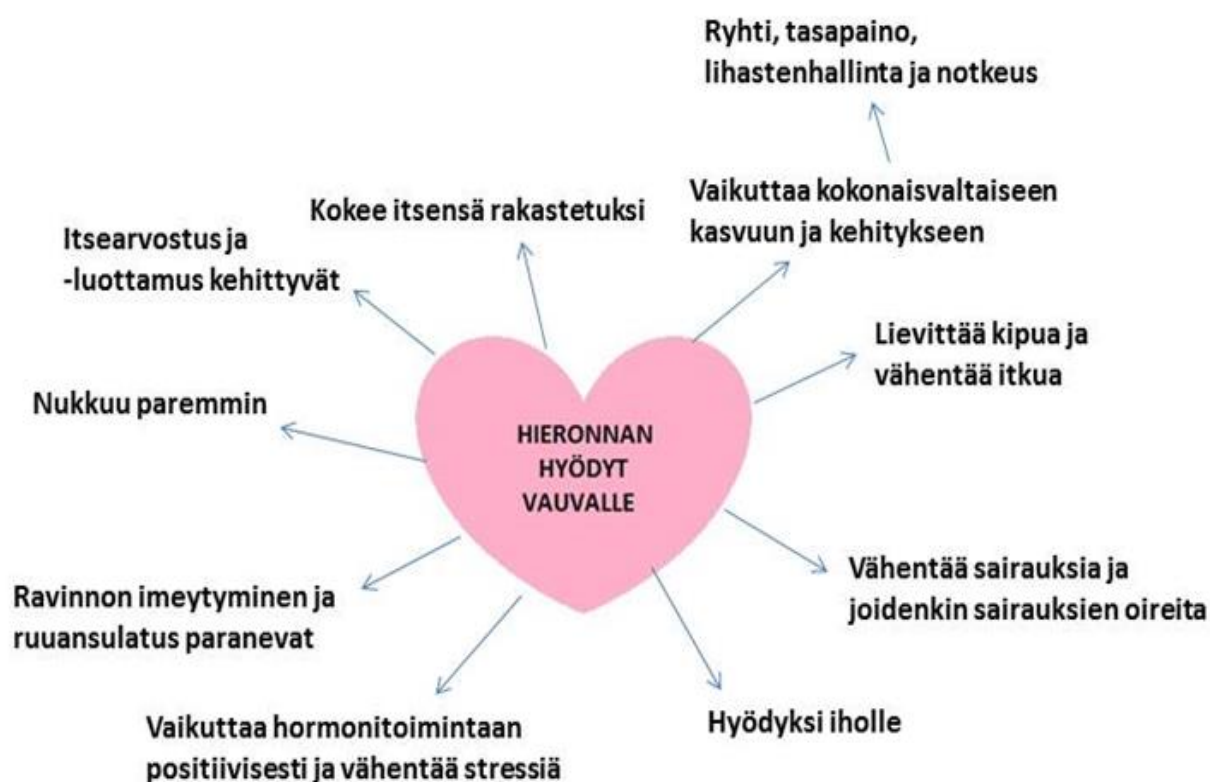 Ryhti, tasapaino,
lihastenhallinta ja notkeus
Vaikuttaa kokonaisvaltaiseen
kasvuun ja kehitykseen
Kokee itsensä rakastetuksi
Itsearvostus ja
-luottamus kehittyvät
Lievittää kipua ja
vähentää itkua
Nukkuu paremmin
HIERONNAN
HYÖDYT
VAUVALLE
Vähentää sairauksia ja
joidenkin sairauksien oireita
Ravinnon imeytyminen ja
ruuansulatus paranevat
Hyödyksi iholle
Vaikuttaa hormonitoimintaan
positiivisesti ja vähentää stressiä